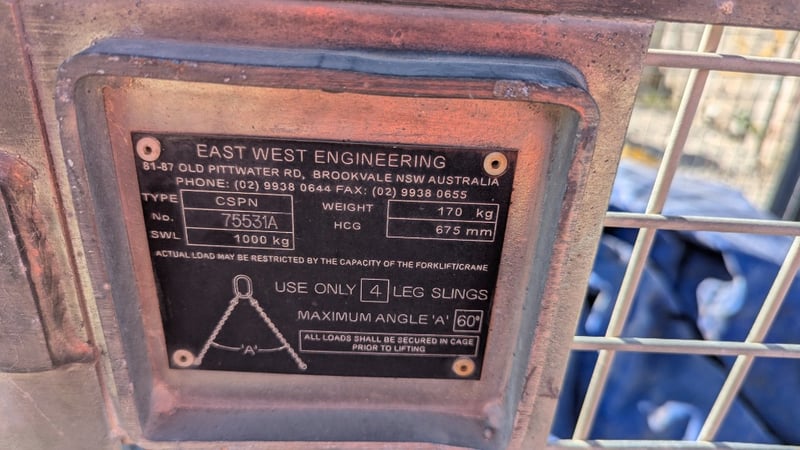 EAST WEST ENGINEERING
81-87 OLD PITTWATER RD, BROOKVALE NSW AUSTRALIA
PHONE: (02) 9938 0644 FAX: (02) 9938 0655
TYPE CSPN WEIGHT 170 kg
No. 75531A HCG 675 mm
SWL 1000 kg
ACTUAL LOAD MAY BE RESTRICTED BY THE CAPACITY OF THE FORKLIFT/CRANE
USE ONLY 4 LEG SLINGS
MAXIMUM ANGLE 'A' 60°
'A'
ALL LOADS SHALL BE SECURED IN CAGE
PRIOR TO LIFTING